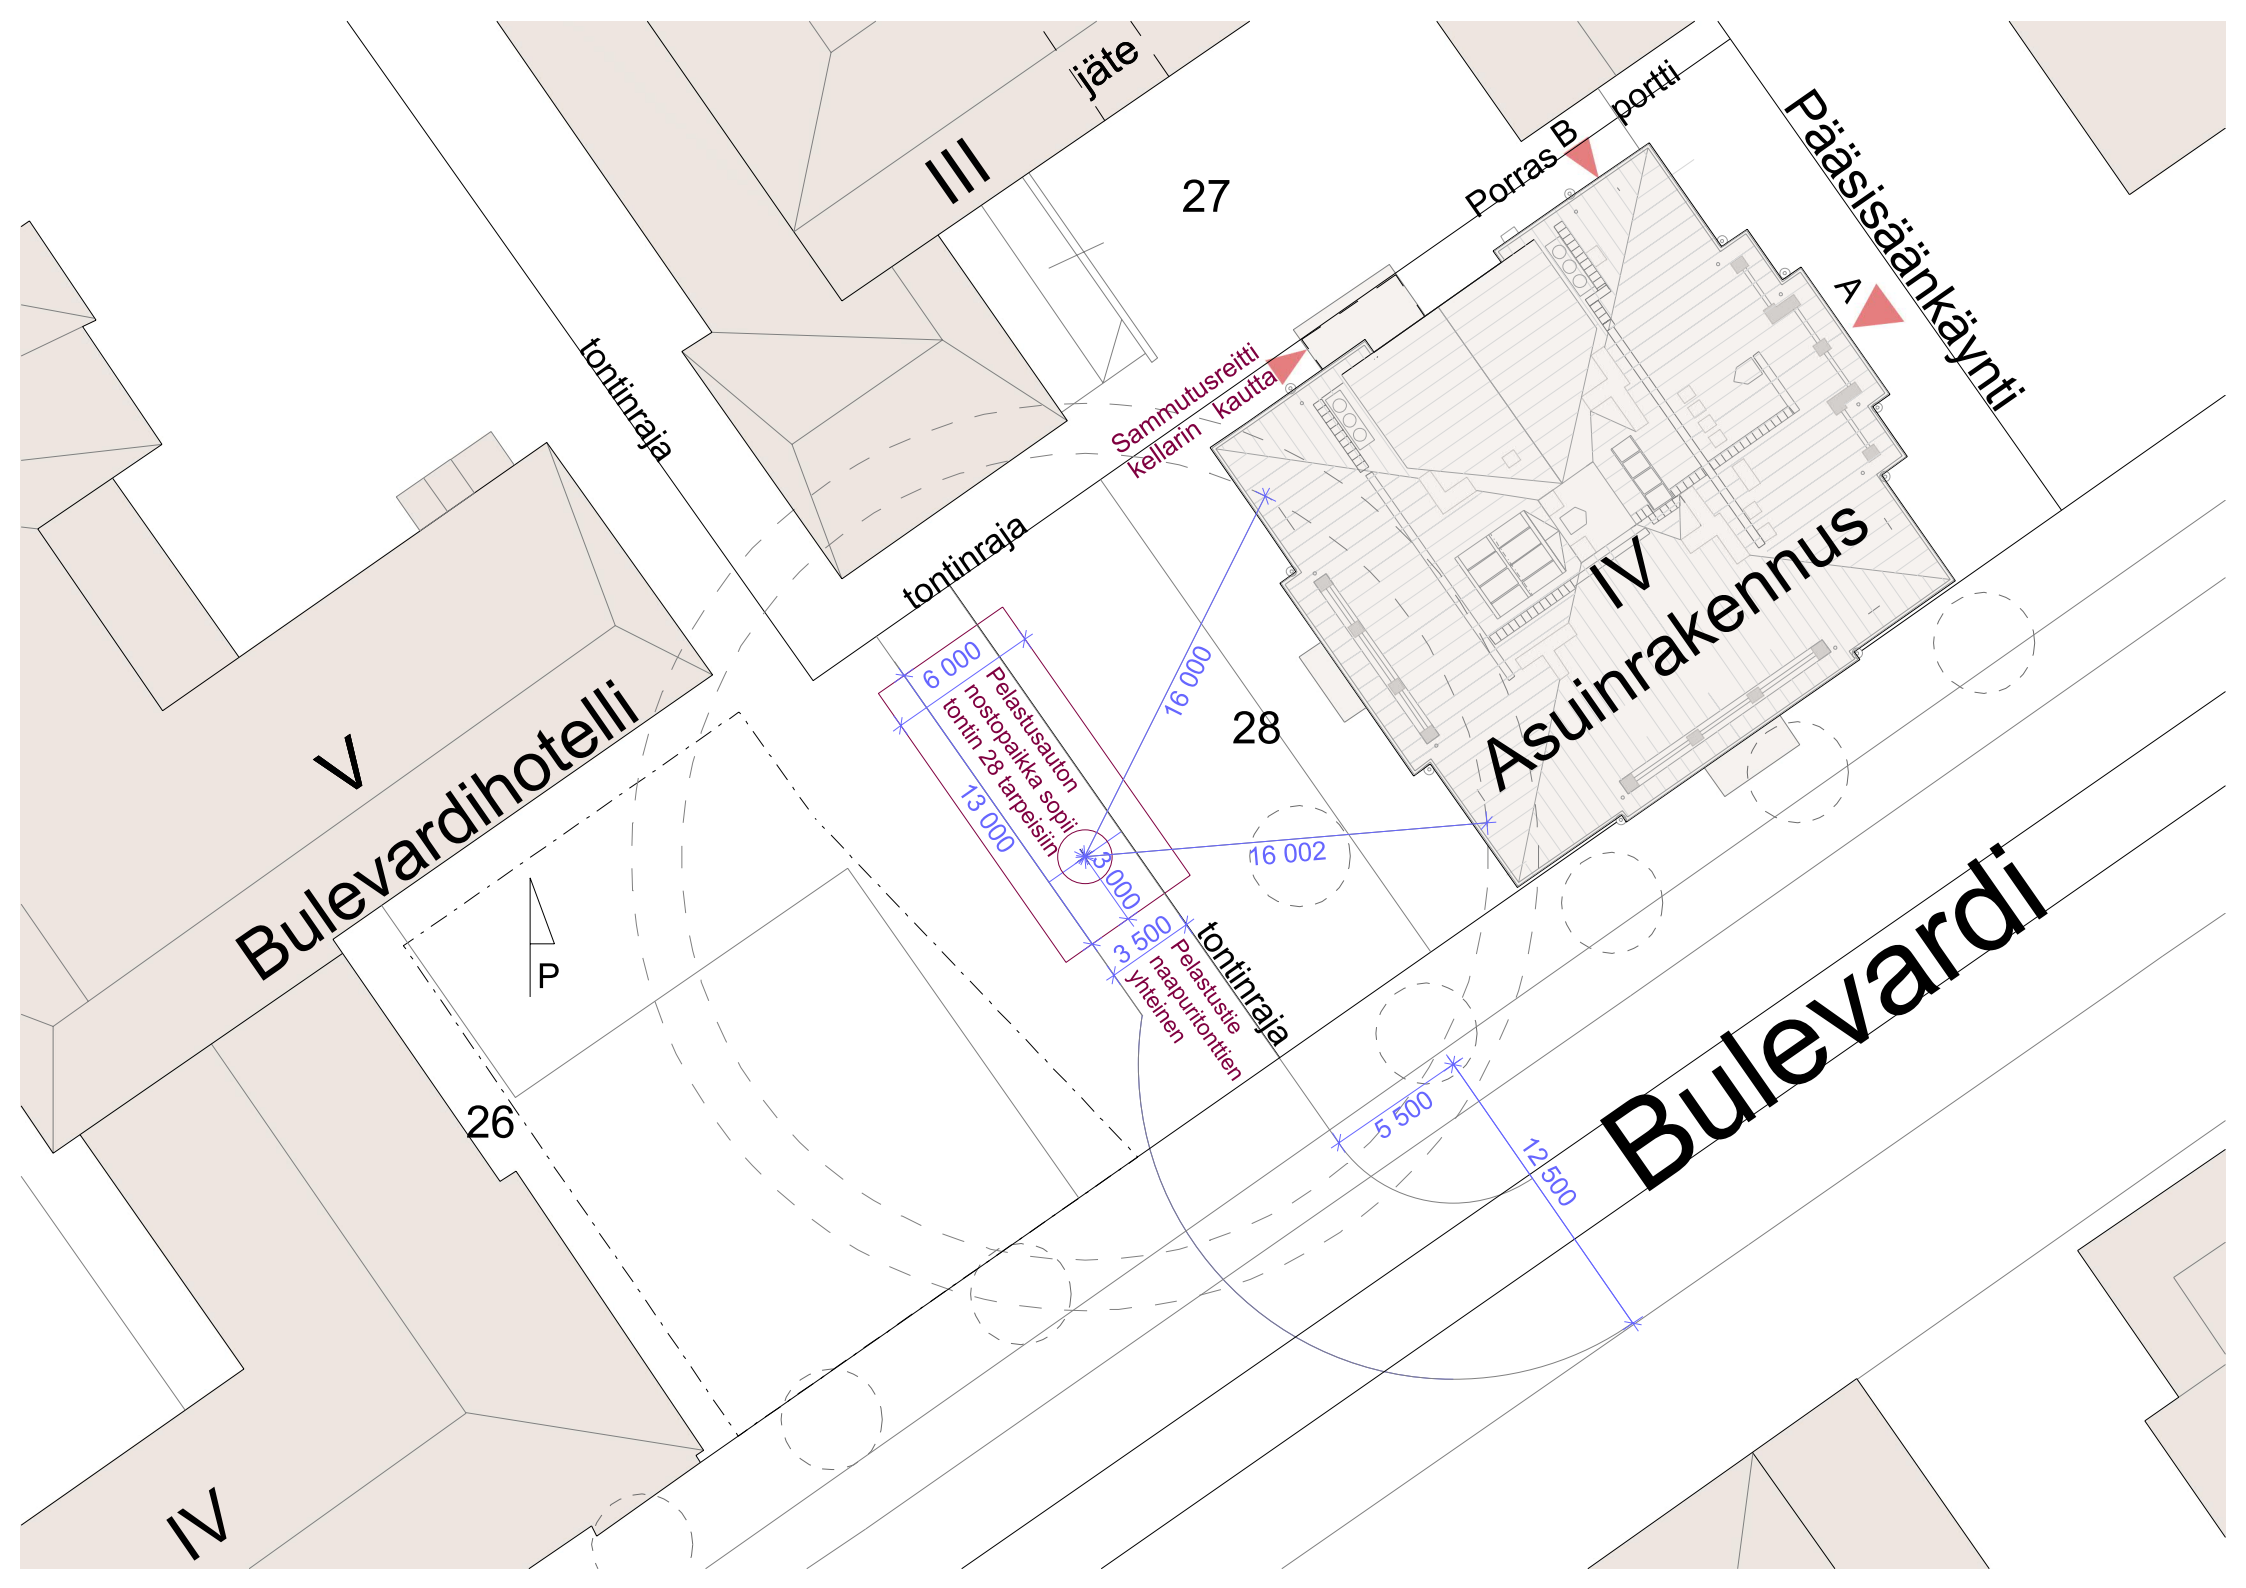 jäte
III
27
portti
Porras B
Pääsisäänkäynti
A
Sammutusreitti
kellarin kautta
tontinraja
tontinraja
6 000
Pelastusauton
nostopaikka sopii
tontin 28 tarpeisiin
13 000
3 000
3 500
16 000
16 002
28
IV
Asuinrakennus
V
Bulevardihotelli
P
26
tontinraja
Pelastustie
naapuritonttien
yhteinen
5 500
12 500
Bulevardi
IV